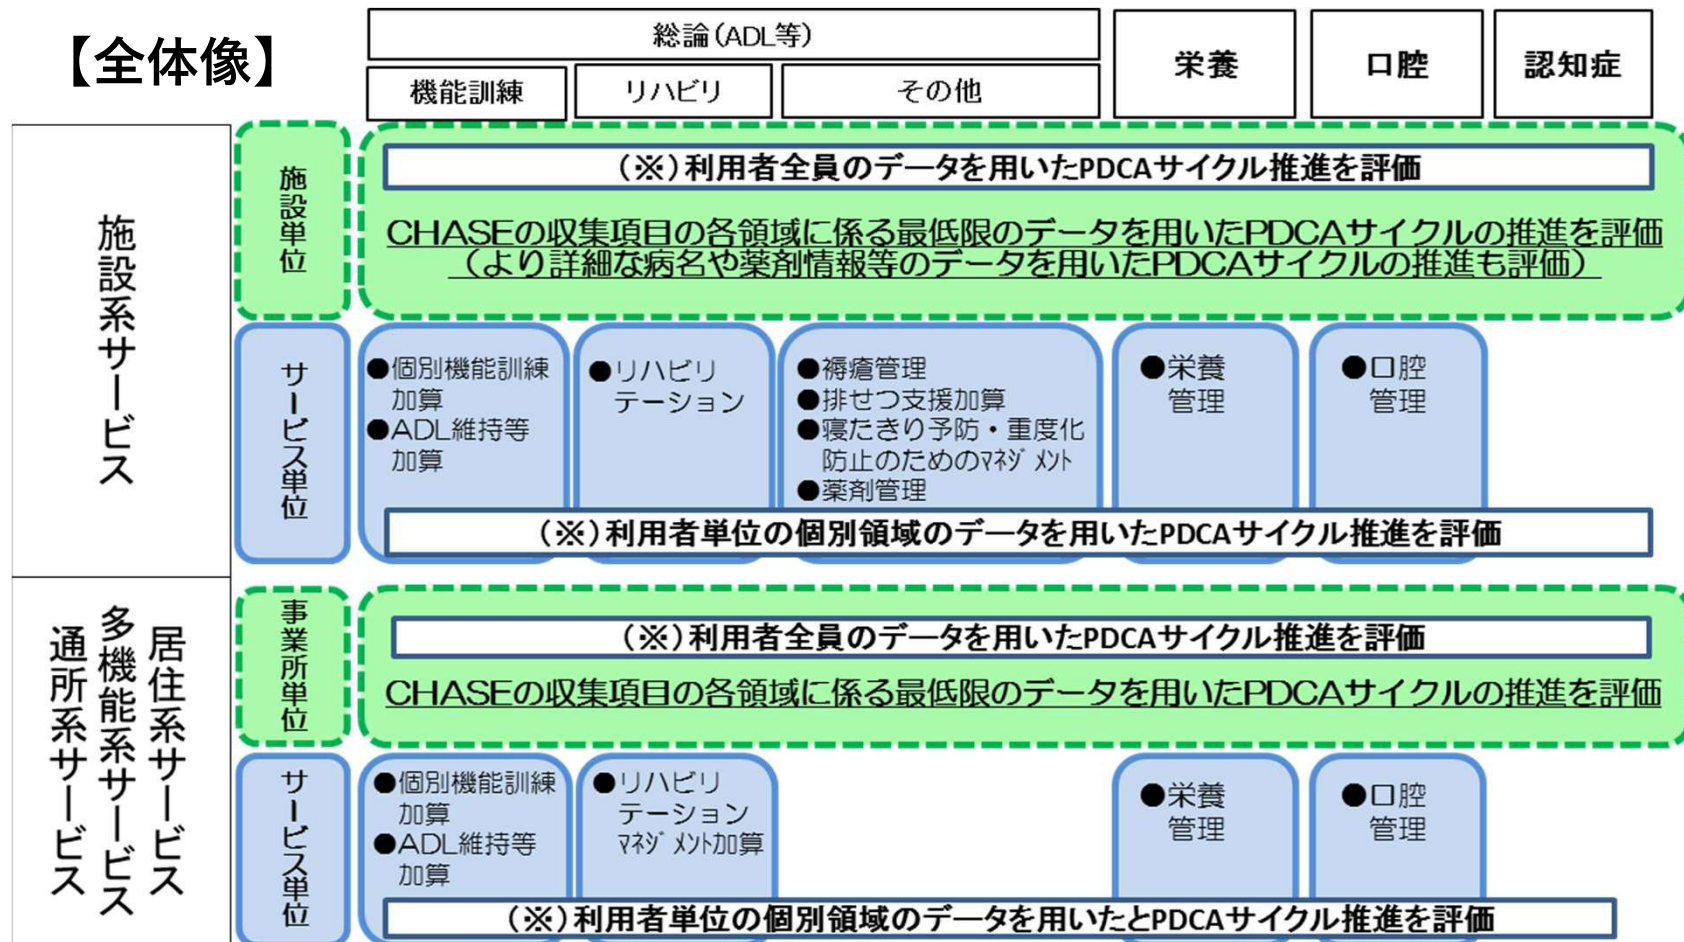 【全体像】
総論(ADL等)
機能訓練
リハビリ
その他
栄養
口腔
認知症
施設系サービス
施設単位
(※)利用者全員のデータを用いたPDCAサイクル推進を評価
CHASEの収集項目の各領域に係る最低限のデータを用いたPDCAサイクルの推進を評価
(より詳細な病名や薬剤情報等のデータを用いたPDCAサイクルの推進も評価)
サービス単位
●個別機能訓練
加算
●ADL維持等
加算
●リハビリ
テーション
●褥瘡管理
●排せつ支援加算
●寝たきり予防・重度化
防止のためのﾏﾈｼﾞﾒﾝﾄ
●薬剤管理
●栄養
管理
●口腔
管理
(※)利用者単位の個別領域のデータを用いたPDCAサイクル推進を評価
居住系サービス
多機能系サービス
通所系サービス
事業所単位
(※)利用者全員のデータを用いたPDCAサイクル推進を評価
CHASEの収集項目の各領域に係る最低限のデータを用いたPDCAサイクルの推進を評価
サービス単位
●個別機能訓練
加算
●ADL維持等
加算
●リハビリ
テーション
ﾏﾈｼﾞﾒﾝﾄ加算
●栄養
管理
●口腔
管理
(※)利用者単位の個別領域のデータを用いたとPDCAサイクル推進を評価